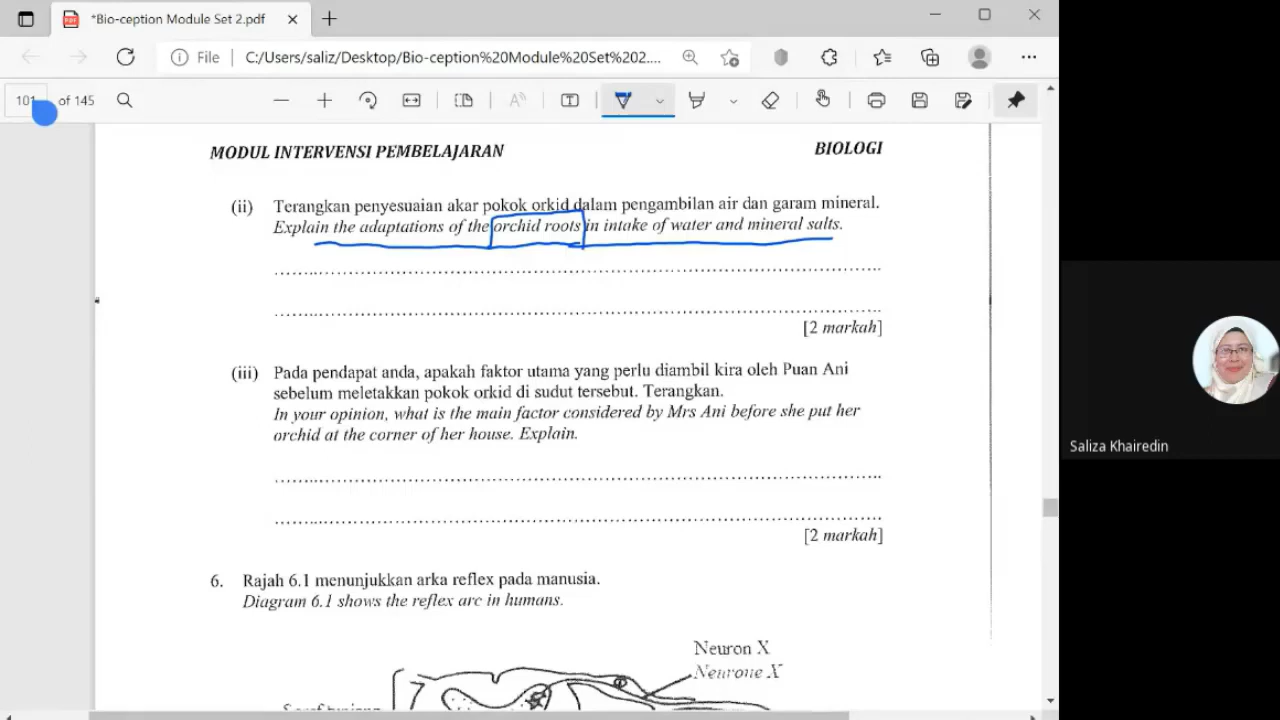 *Bio-ception Module Set 2.pdf
File C:/Users/saliz/Desktop/Bio-ception%20Module%20Set%202....
101 of 145
MODUL INTERVENSI PEMBELAJARAN BIOLOGI
(ii) Terangkan penyesuaian akar pokok orkid dalam pengambilan air dan garam mineral.
Explain the adaptations of the orchid roots in intake of water and mineral salts.
[2 markah]
(iii) Pada pendapat anda, apakah faktor utama yang perlu diambil kira oleh Puan Ani
sebelum meletakkan pokok orkid di sudut tersebut. Terangkan.
In your opinion, what is the main factor considered by Mrs Ani before she put her
orchid at the corner of her house. Explain.
[2 markah]
6. Rajah 6.1 menunjukkan arka reflex pada manusia.
Diagram 6.1 shows the reflex arc in humans.
Neuron X
Neurone X
Saliza Khairedin